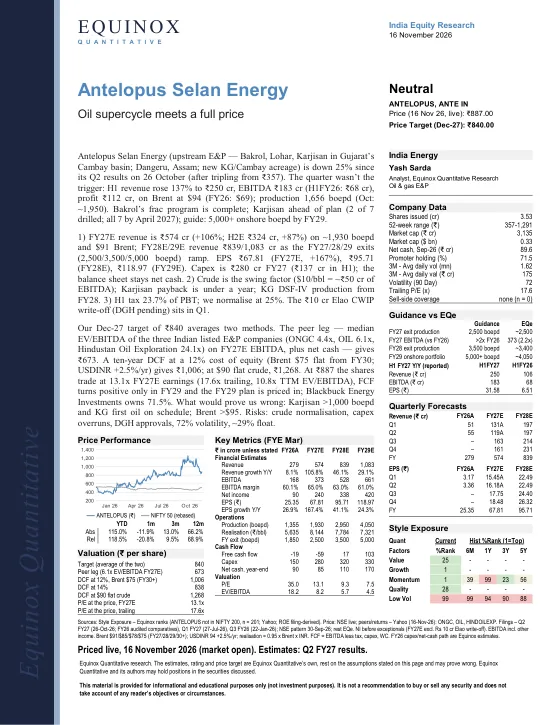 EQUINOX
QUANTITATIVE
India Equity Research
16 November 2026
Antelopus Selan Energy
Oil supercycle meets a full price
Neutral
ANTELOPUS, ANTE IN
Price (16 Nov 26, live): ₹887.00
Price Target (Dec-27): ₹840.00
Antelopus Selan Energy (upstream E&P — Bakrol, Lohar, Karjisan in Gujarat's
Cambay basin; Dangeru, Assam; new KG/Cambay acreage) is down 25% since
its Q2 results on 26 October (after tripling from ₹357). The quarter wasn't the
trigger: H1 revenue rose 137% to ₹250 cr, EBITDA ₹183 cr (H1FY26: ₹68 cr),
profit ₹112 cr, on Brent at $94 (FY26: $69); production 1,656 boepd (Oct:
~1,950). Bakrol's frac program is complete; Karjisan ahead of plan (2 of 7
drilled; all 7 by April 2027); guide: 5,000+ onshore boepd by FY29.
1) FY27E revenue is ₹574 cr (+106%; H2E ₹324 cr, +87%) on ~1,930 boepd
and $91 Brent; FY28E/29E revenue ₹839/1,083 cr as the FY27/28/29 exits
(2,500/3,500/5,000 boepd) ramp. EPS ₹67.81 (FY27E, +167%), ₹95.71
(FY28E), ₹118.97 (FY29E). Capex is ₹280 cr FY27 (₹137 cr in H1); the
balance sheet stays net cash. 2) Crude is the swing factor ($10/bbl = ~₹50 cr of
EBITDA); Karjisan payback is under a year; KG DSF-IV production from
FY28. 3) H1 tax 23.7% of PBT; we normalise at 25%. The ₹10 cr Elao CWIP
write-off (DGH pending) sits in Q1.
Our Dec-27 target of ₹840 averages two methods. The peer leg — median
EV/EBITDA of the three Indian listed E&P companies (ONGC 4.4x, OIL 6.1x,
Hindustan Oil Exploration 24.1x) on FY27E EBITDA, plus net cash — gives
₹673. A ten-year DCF at a 12% cost of equity (Brent $75 flat from FY30;
USDINR +2.5%/yr) gives ₹1,006; at $90 flat crude, ₹1,268. At ₹887 the shares
trade at 13.1x FY27E earnings (17.6x trailing, 10.8x TTM EV/EBITDA), FCF
turns positive only in FY29 and the FY29 plan is priced in; Blackbuck Energy
Investments owns 71.5%. What would prove us wrong: Karjisan >1,000 boepd
and KG first oil on schedule; Brent >$95. Risks: crude normalisation, capex
overruns, DGH approvals, 72% volatility, ~29% float.
India Energy
Yash Sarda
Analyst, Equinox Quantitative Research
Oil & gas E&P
Company Data
Shares issued (cr) 3.53
52-week range (₹) 357-1,291
Market cap (₹ cr) 3,135
Market cap ($ bn) 0.33
Net cash, Sep-26 (₹ cr) 89.6
Promoter holding (%) 71.5
3M - Avg daily vol (mn) 1.62
3M - Avg daily val (₹ cr) 175
Volatility (90 Day) 72
Trailing P/E (x) 17.6
Sell-side coverage none (n = 0)
Guidance vs EQe
Guidance EQe
FY27 exit production 2,500 boepd ~2,500
FY27 EBITDA (vs FY26) >2x FY26 373 (2.2x)
FY28 exit production 3,500 boepd ~3,400
FY29 onshore portfolio 5,000+ boepd ~4,050
H1 FY27 Y/Y (reported) H1FY27 H1FY26
Revenue (₹ cr) 250 106
EBITDA (₹ cr) 183 68
EPS (₹) 31.58 6.51
Quarterly Forecasts
Revenue (₹ cr) FY26A FY27E FY28E
Q1 51 131A 197
Q2 55 119A 197
Q3 – 163 214
Q4 – 161 231
FY 279 574 839
EPS (₹) FY26A FY27E FY28E
Q1 3.17 15.45A 22.49
Q2 3.36 16.18A 22.49
Q3 – 17.75 24.40
Q4 – 18.48 26.32
FY 25.35 67.81 95.71
Style Exposure
Quant Current Hist %Rank (1=Top)
Factors %Rank 6M 1Y 3Y 5Y
Value 25 - - - -
Growth 1 - - - -
Momentum 1 39 99 23 56
Quality 28 - - - -
Low Vol 99 99 94 90 88
Price Performance
1,400
1,200
1,000
800
600
400
200
Jan 26 Apr 26 Jul 26 Oct 26
ANTELOPUS (₹) NIFTY 50 (rebased)
YTD 1m 3m 12m
Abs 115.0% -11.9% 13.0% 66.2%
Rel 118.5% -20.8% 9.5% 68.9%
Valuation (₹ per share)
Target (average of the two) 840
Peer leg (6.1x EV/EBITDA FY27E) 673
DCF at 12%, Brent $75 (FY30+) 1,006
DCF at 14% 838
DCF at $90 flat crude 1,268
P/E at the price, FY27E 13.1x
P/E at the price, trailing 17.6x
Key Metrics (FYE Mar)
₹ in crore unless stated FY26A FY27E FY28E FY29E
Financial Estimates
Revenue 279 574 839 1,083
Revenue growth Y/Y 8.1% 105.8% 46.1% 29.1%
EBITDA 168 373 528 661
EBITDA margin 60.1% 65.0% 63.0% 61.0%
Net income 90 240 338 420
EPS (₹) 25.35 67.81 95.71 118.97
EPS growth Y/Y 26.9% 167.4% 41.1% 24.3%
Operations
Production (boepd) 1,355 1,930 2,950 4,050
Realisation (₹/bbl) 5,635 8,144 7,784 7,321
FY exit (boepd) 1,850 2,500 3,500 5,000
Cash Flow
Free cash flow -19 -59 17 103
Capex 150 280 320 330
Net cash, year-end 90 85 110 170
Valuation
P/E 35.0 13.1 9.3 7.5
EV/EBITDA 18.2 8.2 5.7 4.5
Equinox Quantitative
Priced live, 16 November 2026 (market open). Estimates: Q2 FY27 results.
Equinox Quantitative research. The estimates, rating and price target are Equinox Quantitative's own, rest on the assumptions stated on this page and may prove wrong. Equinox
Quantitative and its authors may hold positions in the securities discussed.
This material is provided for informational and educational purposes only (not investment purposes). It is not a recommendation to buy or sell any security and does not
take account of any reader's objectives or circumstances.